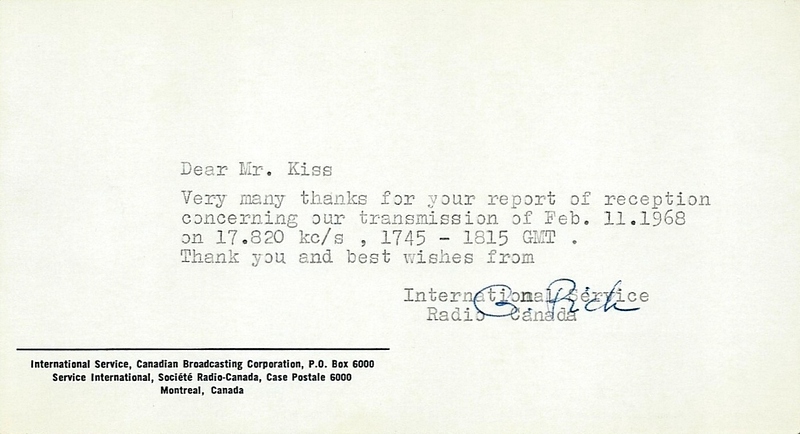 Dear Mr. Kiss
Very many thanks for your report of reception
concerning our transmission of Feb. 11.1968
on 17.820 kc/s , 1745 - 1815 GMT .
Thank you and best wishes from
International Service
Radio Canada
International Service, Canadian Broadcasting Corporation, P.O. Box 6000
Service International, Société Radio-Canada, Case Postale 6000
Montreal, Canada